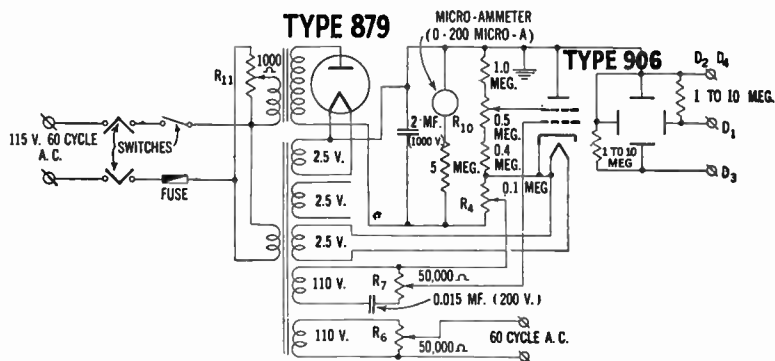 TYPE 879
MICRO-AMMETER
(0-200 MICRO-A)
TYPE 906
1000
Ω
R11
1.0
MEG.
D2 D4
1 TO 10 MEG.
D1
R10
0.5
MEG.
2 MF.
(1000 V.)
115 V. 60 CYCLE
A.C.
SWITCHES
0.4
MEG.
5
MEG.
1 TO 10
MEG
2.5 V.
D3
FUSE
0.1 MEG.
R4
2.5 V.
2.5 V.
110 V.
R7
50,000 Ω
0.015 MF. (200 V.)
110 V.
R6
60 CYCLE A.C.
50,000 Ω